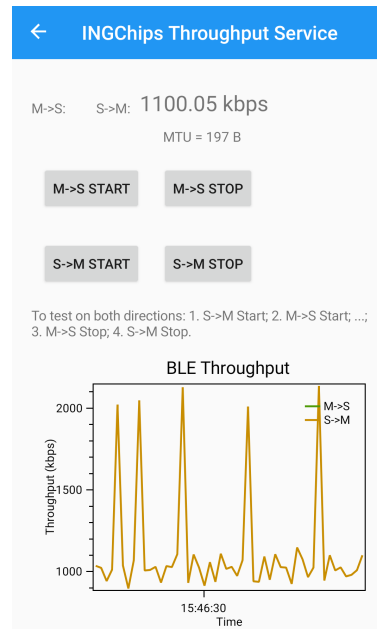 INGChips Throughput Service
M->S: S->M: 1100.05 kbps
MTU = 197 B
M->S START M->S STOP
S->M START S->M STOP
To test on both directions: 1. S->M Start; 2. M->S Start; ...;
3. M->S Stop; 4. S->M Stop.
BLE Throughput
M->S
S->M
Throughput (kbps)
2000
1500
1000
15:46:30
Time